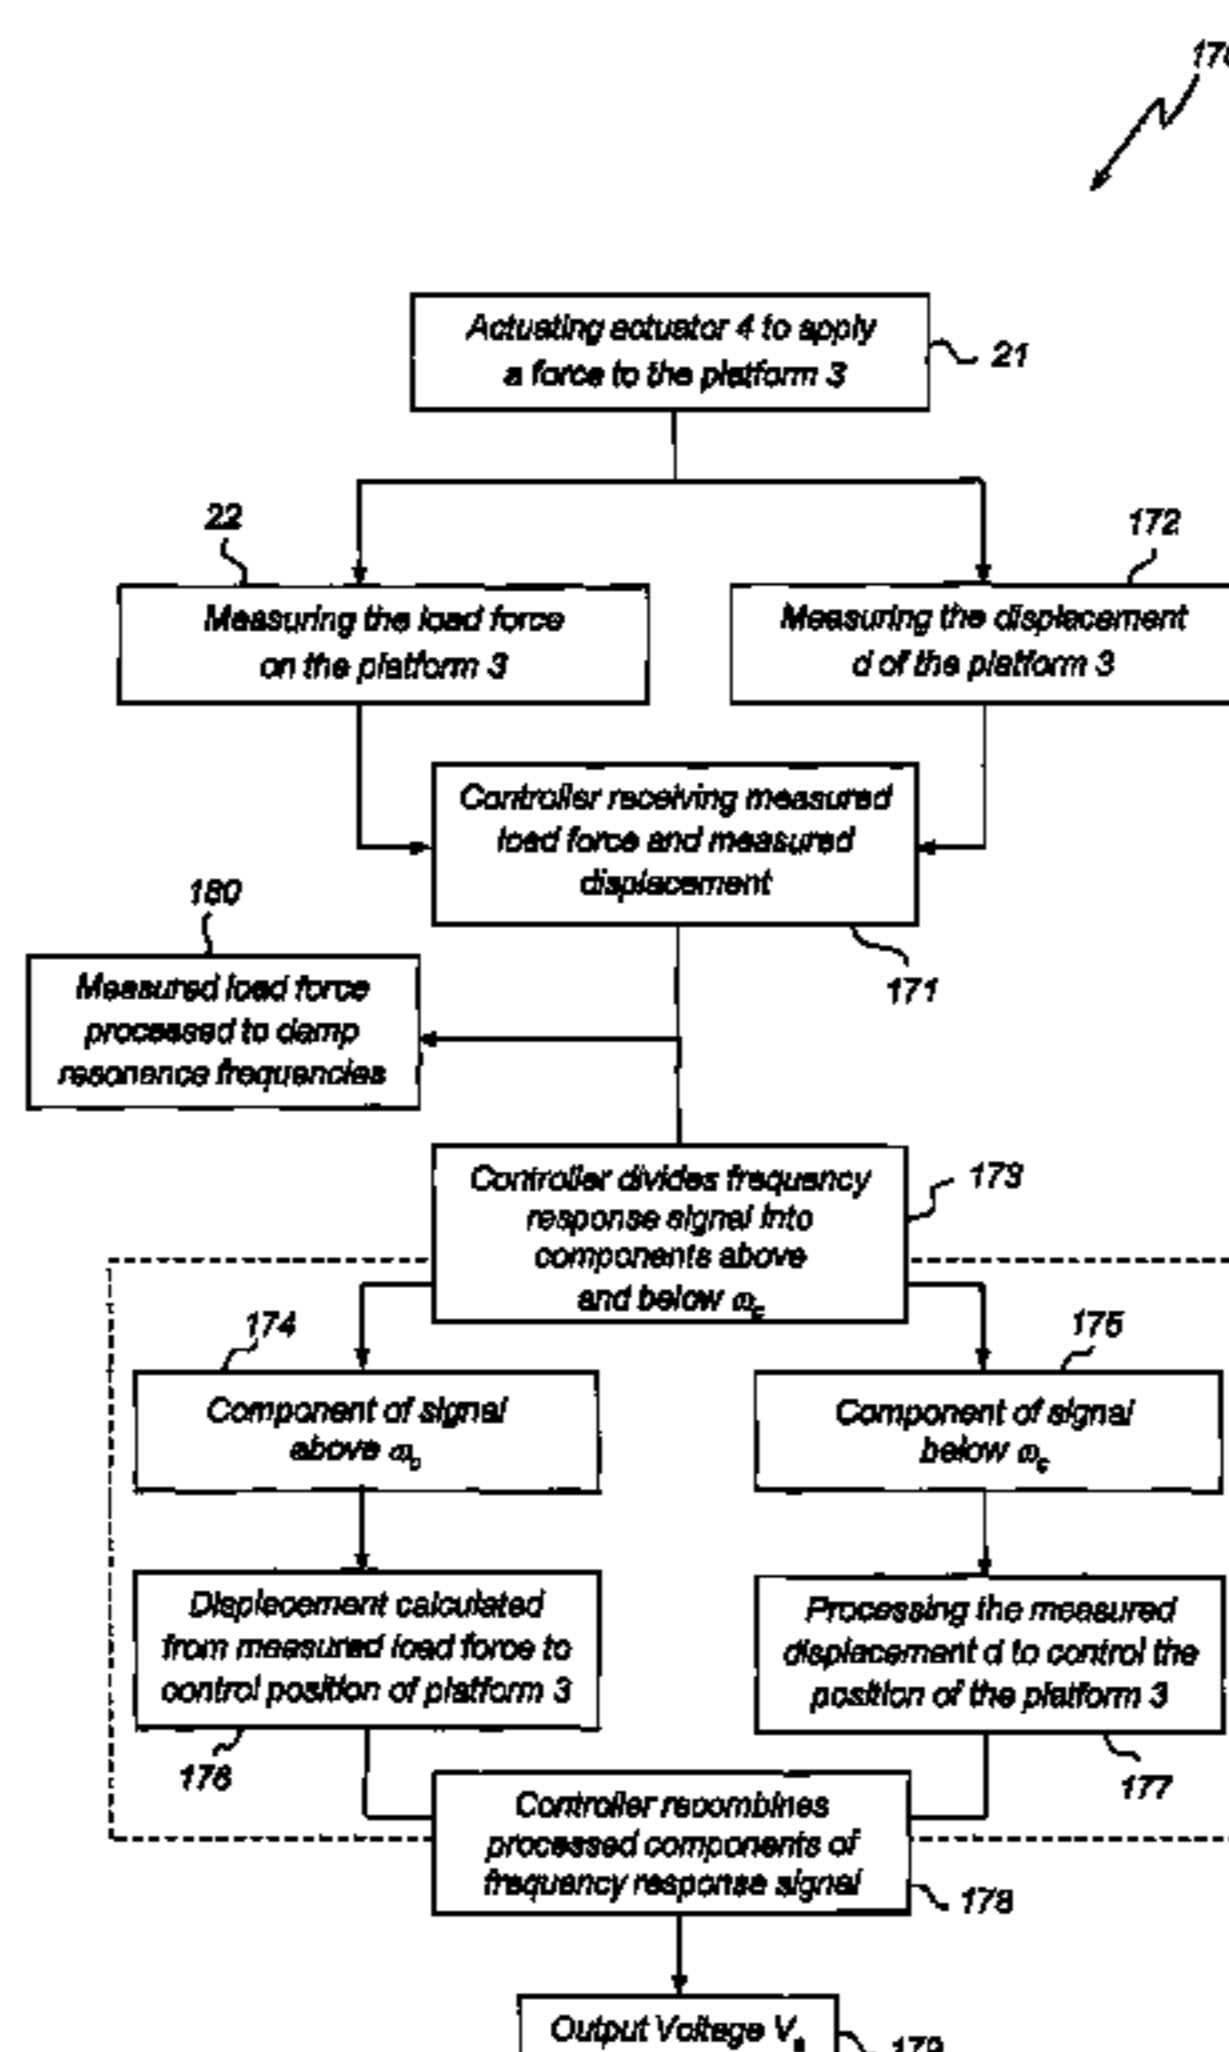 Actuating actuator 4 to apply
a force to the platform 3
21
22
172
Measuring the load force
on the platform 3
Measuring the displacement
d of the platform 3
Controller receiving measured
load force and measured
displacement
180
171
Measured load force
processed to damp
resonance frequencies
Controller divides frequency
response signal into
components above
and below ωc
173
174
175
Component of signal
above ωc
Component of signal
below ωc
Displacement calculated
from measured load force to
control position of platform 3
Processing the measured
displacement d to control the
position of the platform 3
176
177
Controller recombines
processed components of
frequency response signal
178
Output Voltage Va
179